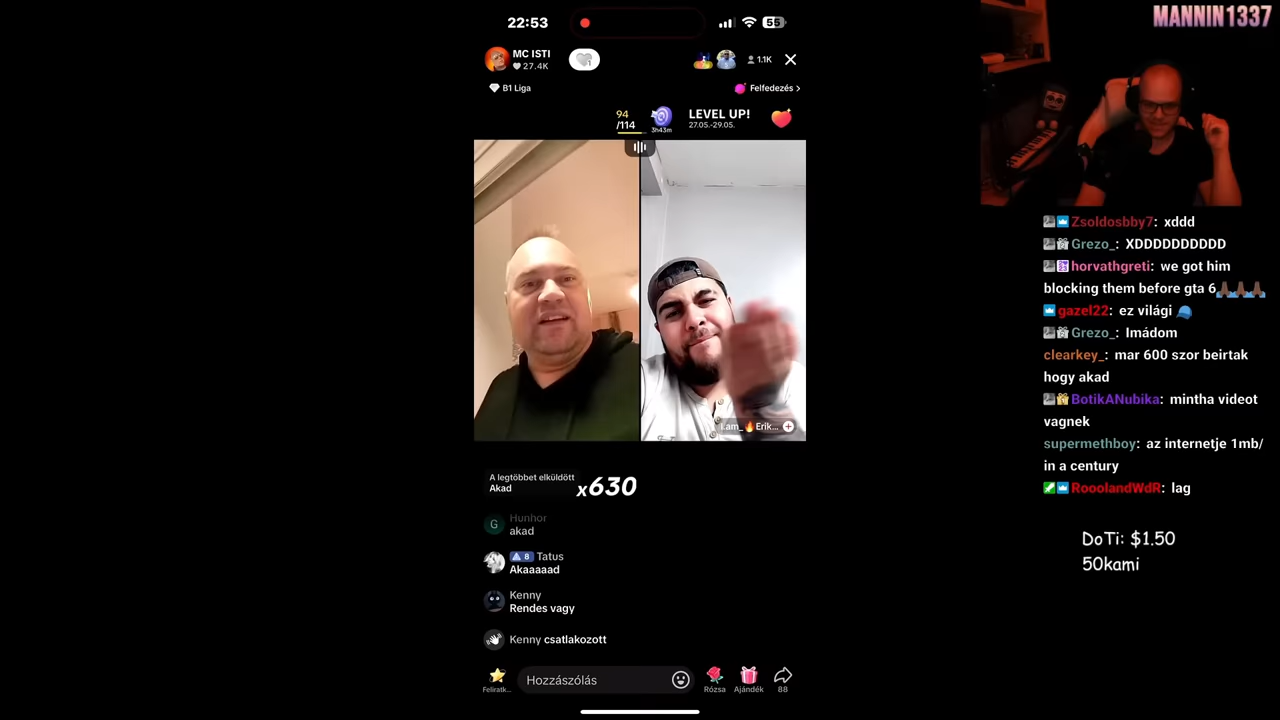 22:53
55
MANNIN1337
MC ISTI
27.4K
1.1K
B1 Liga
Felfedezés >
94
/114
3h43m
LEVEL UP!
27.05.-29.05.
I am_🔥Erik...
A legtöbbet elküldött
Akad
x630
G
Hunhor
akad
8 Tatus
Akaaaaad
Kenny
Rendes vagy
Kenny csatlakozott
Feliratk...
Hozzászólás
Rózsa
Ajándék
88
Zsoldosbby7: xddd
Grezo_: XDDDDDDDDDD
horvathgreti: we got him
blocking them before gta 6
gazel22: ez világi
Grezo_: Imádom
clearkey_: mar 600 szor beirtak
hogy akad
BotikANubika: mintha videot
vagnek
supermethboy: az internetje 1mb/
in a century
RooolandWdR: lag
DoTi: $1.50
50kami